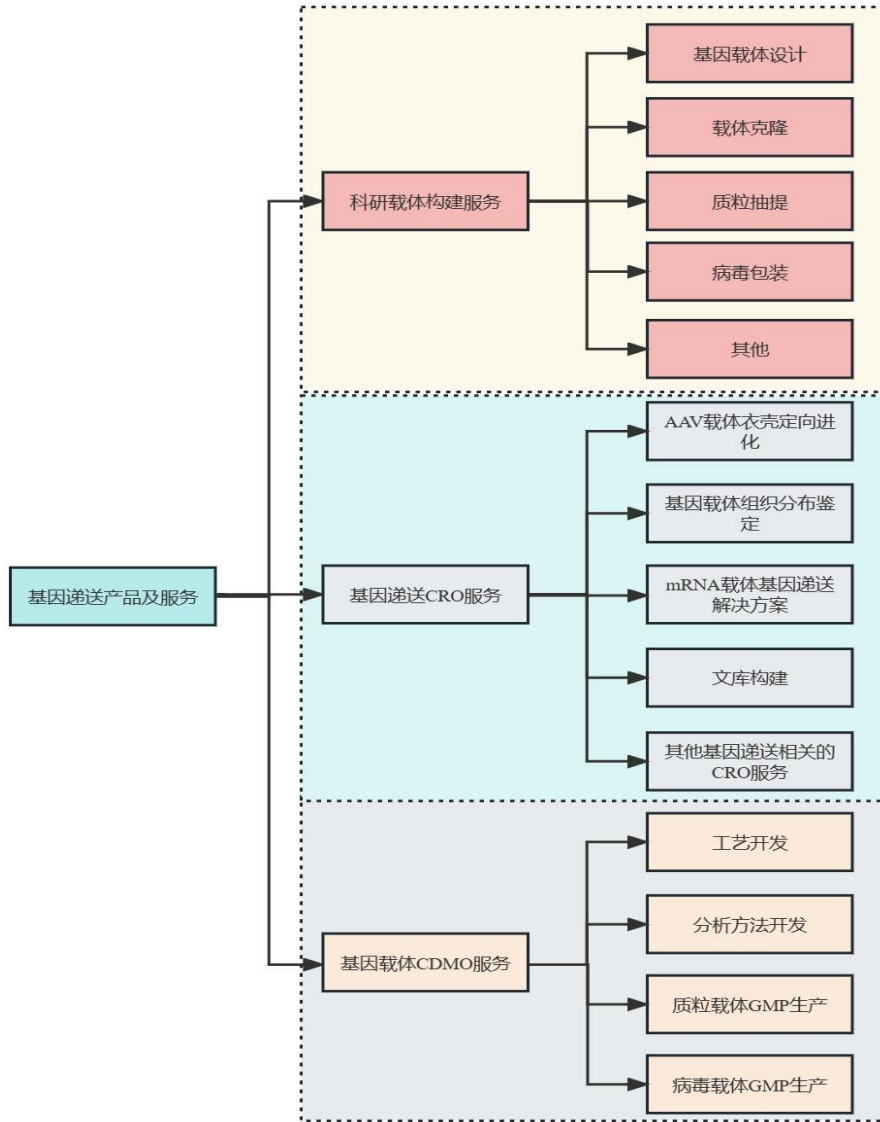 基因递送产品及服务
科研载体构建服务
基因载体设计
载体克隆
质粒抽提
病毒包装
其他
基因递送CRO服务
AAV载体衣壳定向进
化
基因载体组织分布鉴
定
mRNA载体基因递送
解决方案
文库构建
其他基因递送相关的
CRO服务
基因载体CDMO服务
工艺开发
分析方法开发
质粒载体GMP生产
病毒载体GMP生产